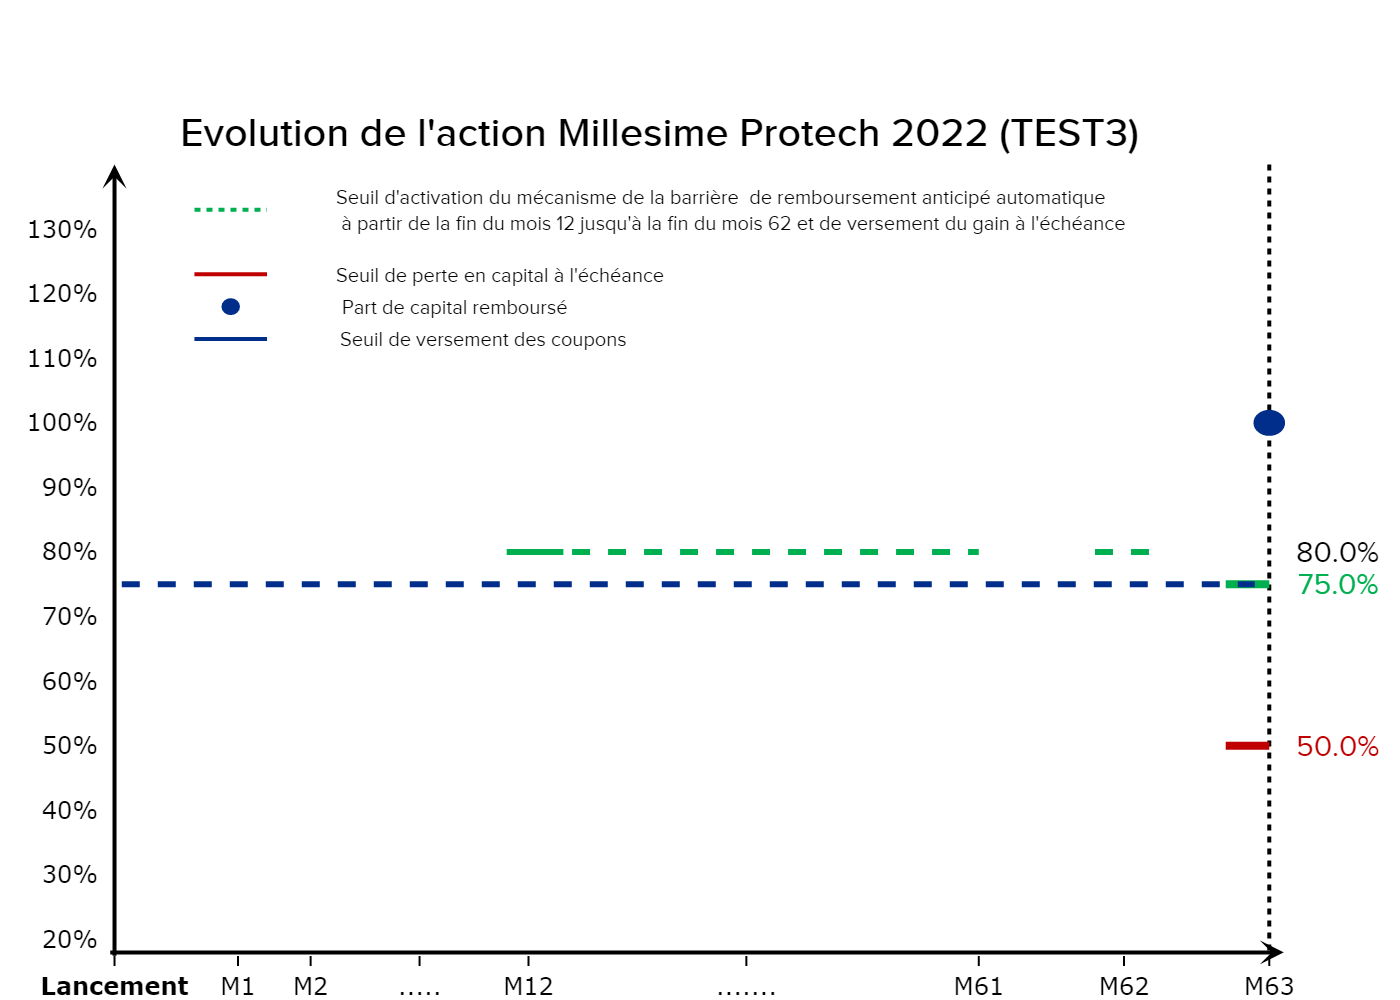 Evolution de l'action Millesime Protech 2022 (TEST3)
Seuil d'activation du mécanisme de la barrière  de remboursement anticipé automatique
à partir de la fin du mois 12 jusqu'à la fin du mois 62 et de versement du gain à l'échéance
Seuil de perte en capital à l'échéance
Part de capital remboursé
Seuil de versement des coupons
130%
120%
110%
100%
90%
80%
70%
60%
50%
40%
30%
20%
80.0%
75.0%
50.0%
Lancement M1 M2 ..... M12 ....... M61 M62 M63